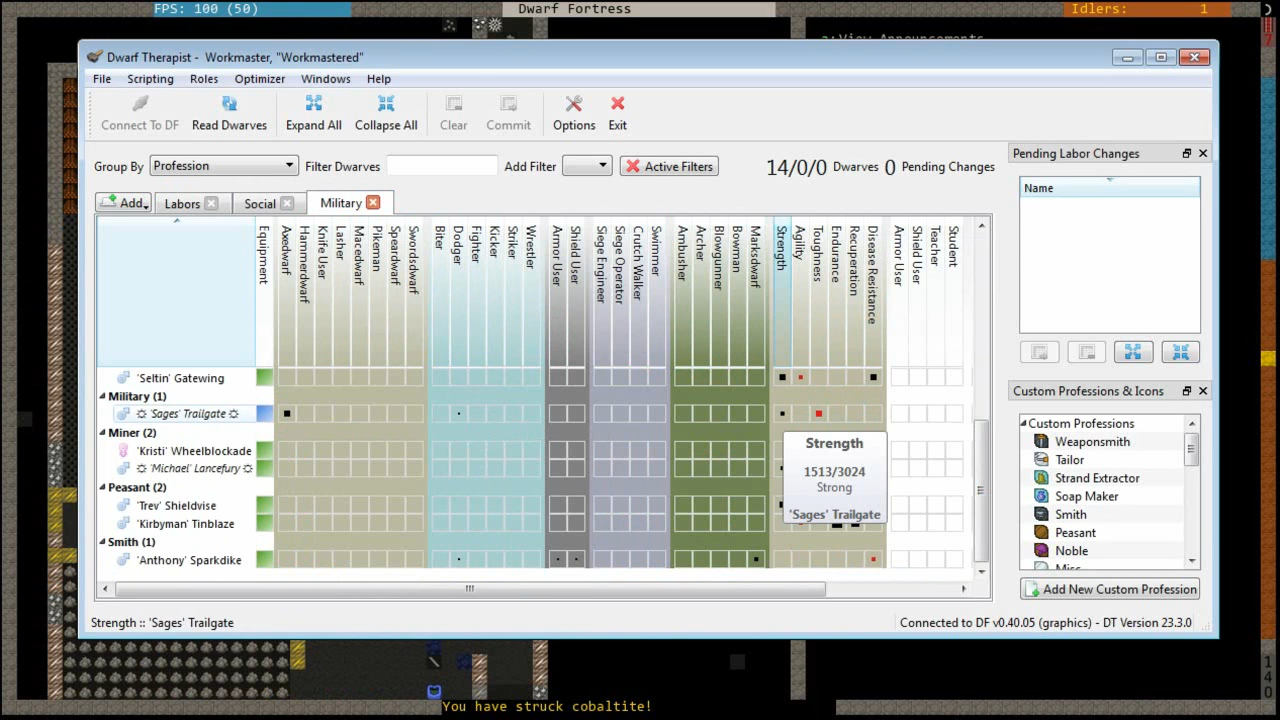 FPS: 100 (50)
Dwarf Fortress
Idlers: 1
a:View Announcements
Dwarf Therapist - Workmaster, "Workmastered"
File Scripting Roles Optimizer Windows Help
Connect To DF Read Dwarves Expand All Collapse All Clear Commit Options Exit
Group By Profession Filter Dwarves Add Filter Active Filters 14/0/0 Dwarves 0 Pending Changes
Add Labors Social Military
Equipment
Axedwarf
Hammerdwarf
Knife User
Lasher
Macedwarf
Pikeman
Speardwarf
Swordsdwarf
Biter
Dodger
Fighter
Kicker
Striker
Wrestler
Armor User
Shield User
Siege Engineer
Siege Operator
Crutch Walker
Swimmer
Ambusher
Archer
Blowgunner
Bowman
Marksdwarf
Strength
Agility
Toughness
Endurance
Recuperation
Disease Resistance
Armor User
Shield User
Teacher
Student
'Seltin' Gatewing
Military (1)
'Sages' Trailgate
Miner (2)
'Kristi' Wheelblockade
'Michael' Lancefury
Peasant (2)
'Trev' Shieldvise
'Kirbyman' Tinblaze
Smith (1)
'Anthony' Sparkdike
Strength
1513/3024
Strong
'Sages' Trailgate
Pending Labor Changes
Name
Custom Professions & Icons
Custom Professions
Weaponsmith
Tailor
Strand Extractor
Soap Maker
Smith
Peasant
Noble
Misc
Add New Custom Profession
Strength :: 'Sages' Trailgate
Connected to DF v0.40.05 (graphics) - DT Version 23.3.0
You have struck cobaltite!
7
140